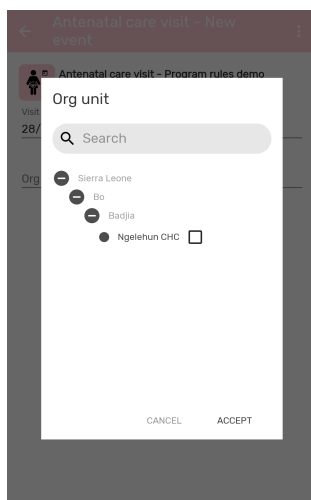 Antenatal care visit - New
event
Antenatal care visit - Program rules demo
Visit
28/
Org
Org unit
Search
Sierra Leone
Bo
Badjia
Ngelehun CHC
CANCEL
ACCEPT